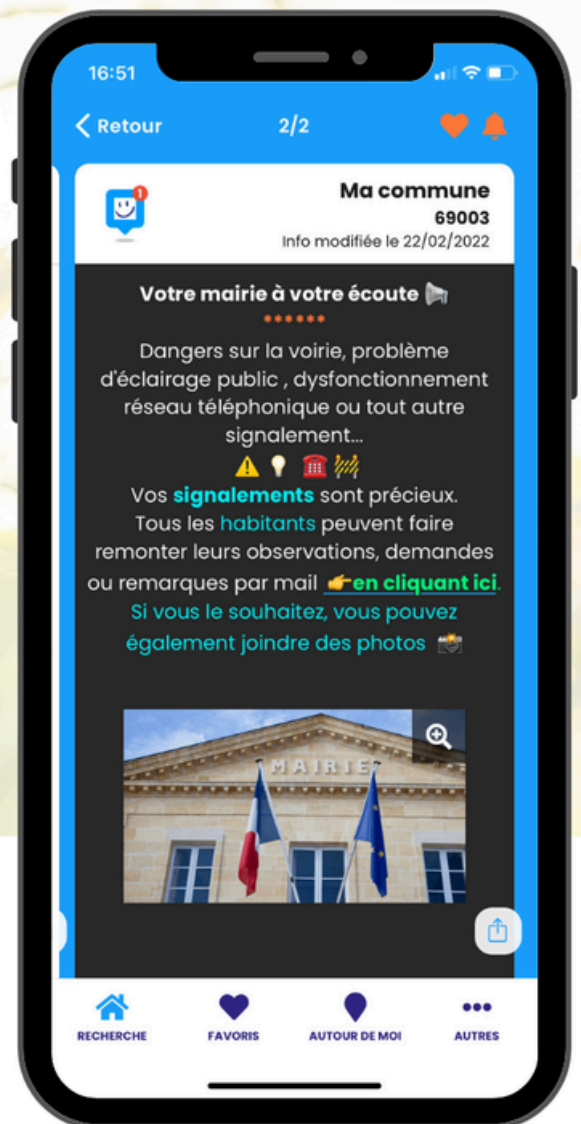 16:51
Retour 2/2
1
Ma commune
69003
Info modifiée le 22/02/2022
Votre mairie à votre écoute 📢
******
Dangers sur la voirie, problème
d'éclairage public , dysfonctionnement
réseau téléphonique ou tout autre
signalement...
⚠️ 💡 ☎️ 🚧
Vos signalements sont précieux.
Tous les habitants peuvent faire
remonter leurs observations, demandes
ou remarques par mail 👉en cliquant ici.
Si vous le souhaitez, vous pouvez
également joindre des photos 📸
MAIRIE
RECHERCHE FAVORIS AUTOUR DE MOI AUTRES